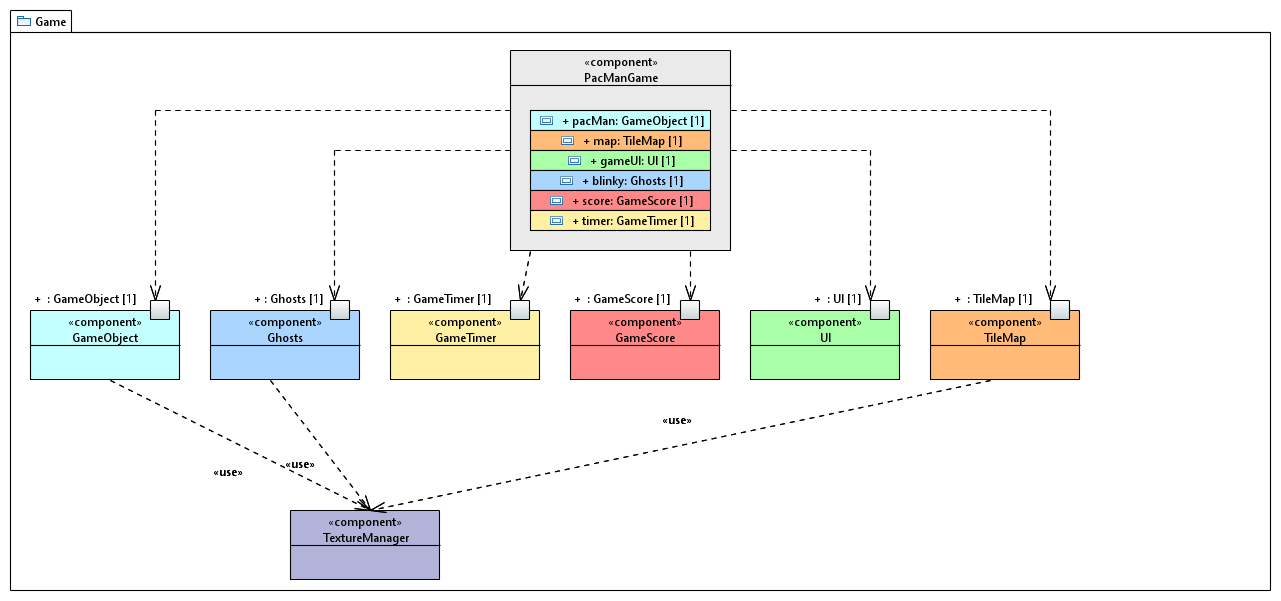 Game
«component»
PacManGame
+ pacMan: GameObject [1]
+ map: TileMap [1]
+ gameUI: UI [1]
+ blinky: Ghosts [1]
+ score: GameScore [1]
+ timer: GameTimer [1]
+ : GameObject [1]
+ : Ghosts [1]
+ : GameTimer [1]
+ : GameScore [1]
+ : UI [1]
+ : TileMap [1]
«component»
GameObject
«component»
Ghosts
«component»
GameTimer
«component»
GameScore
«component»
UI
«component»
TileMap
«use»
«use»
«use»
«component»
TextureManager